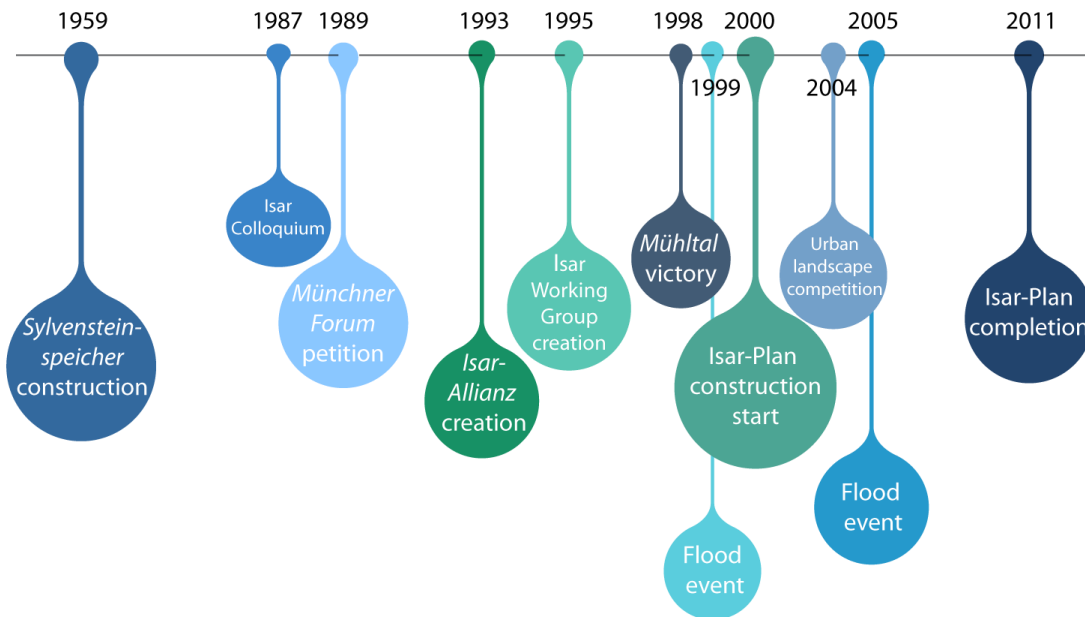 1959
1987
1989
1993
1995
1998
2000
2005
2011
1999
2004
Sylvenstein-
speicher
construction
Isar
Colloquium
Münchner
Forum
petition
Isar-
Allianz
creation
Isar
Working
Group
creation
Mühltal
victory
Flood
event
Isar-Plan
construction
start
Urban
landscape
competition
Flood
event
Isar-Plan
completion